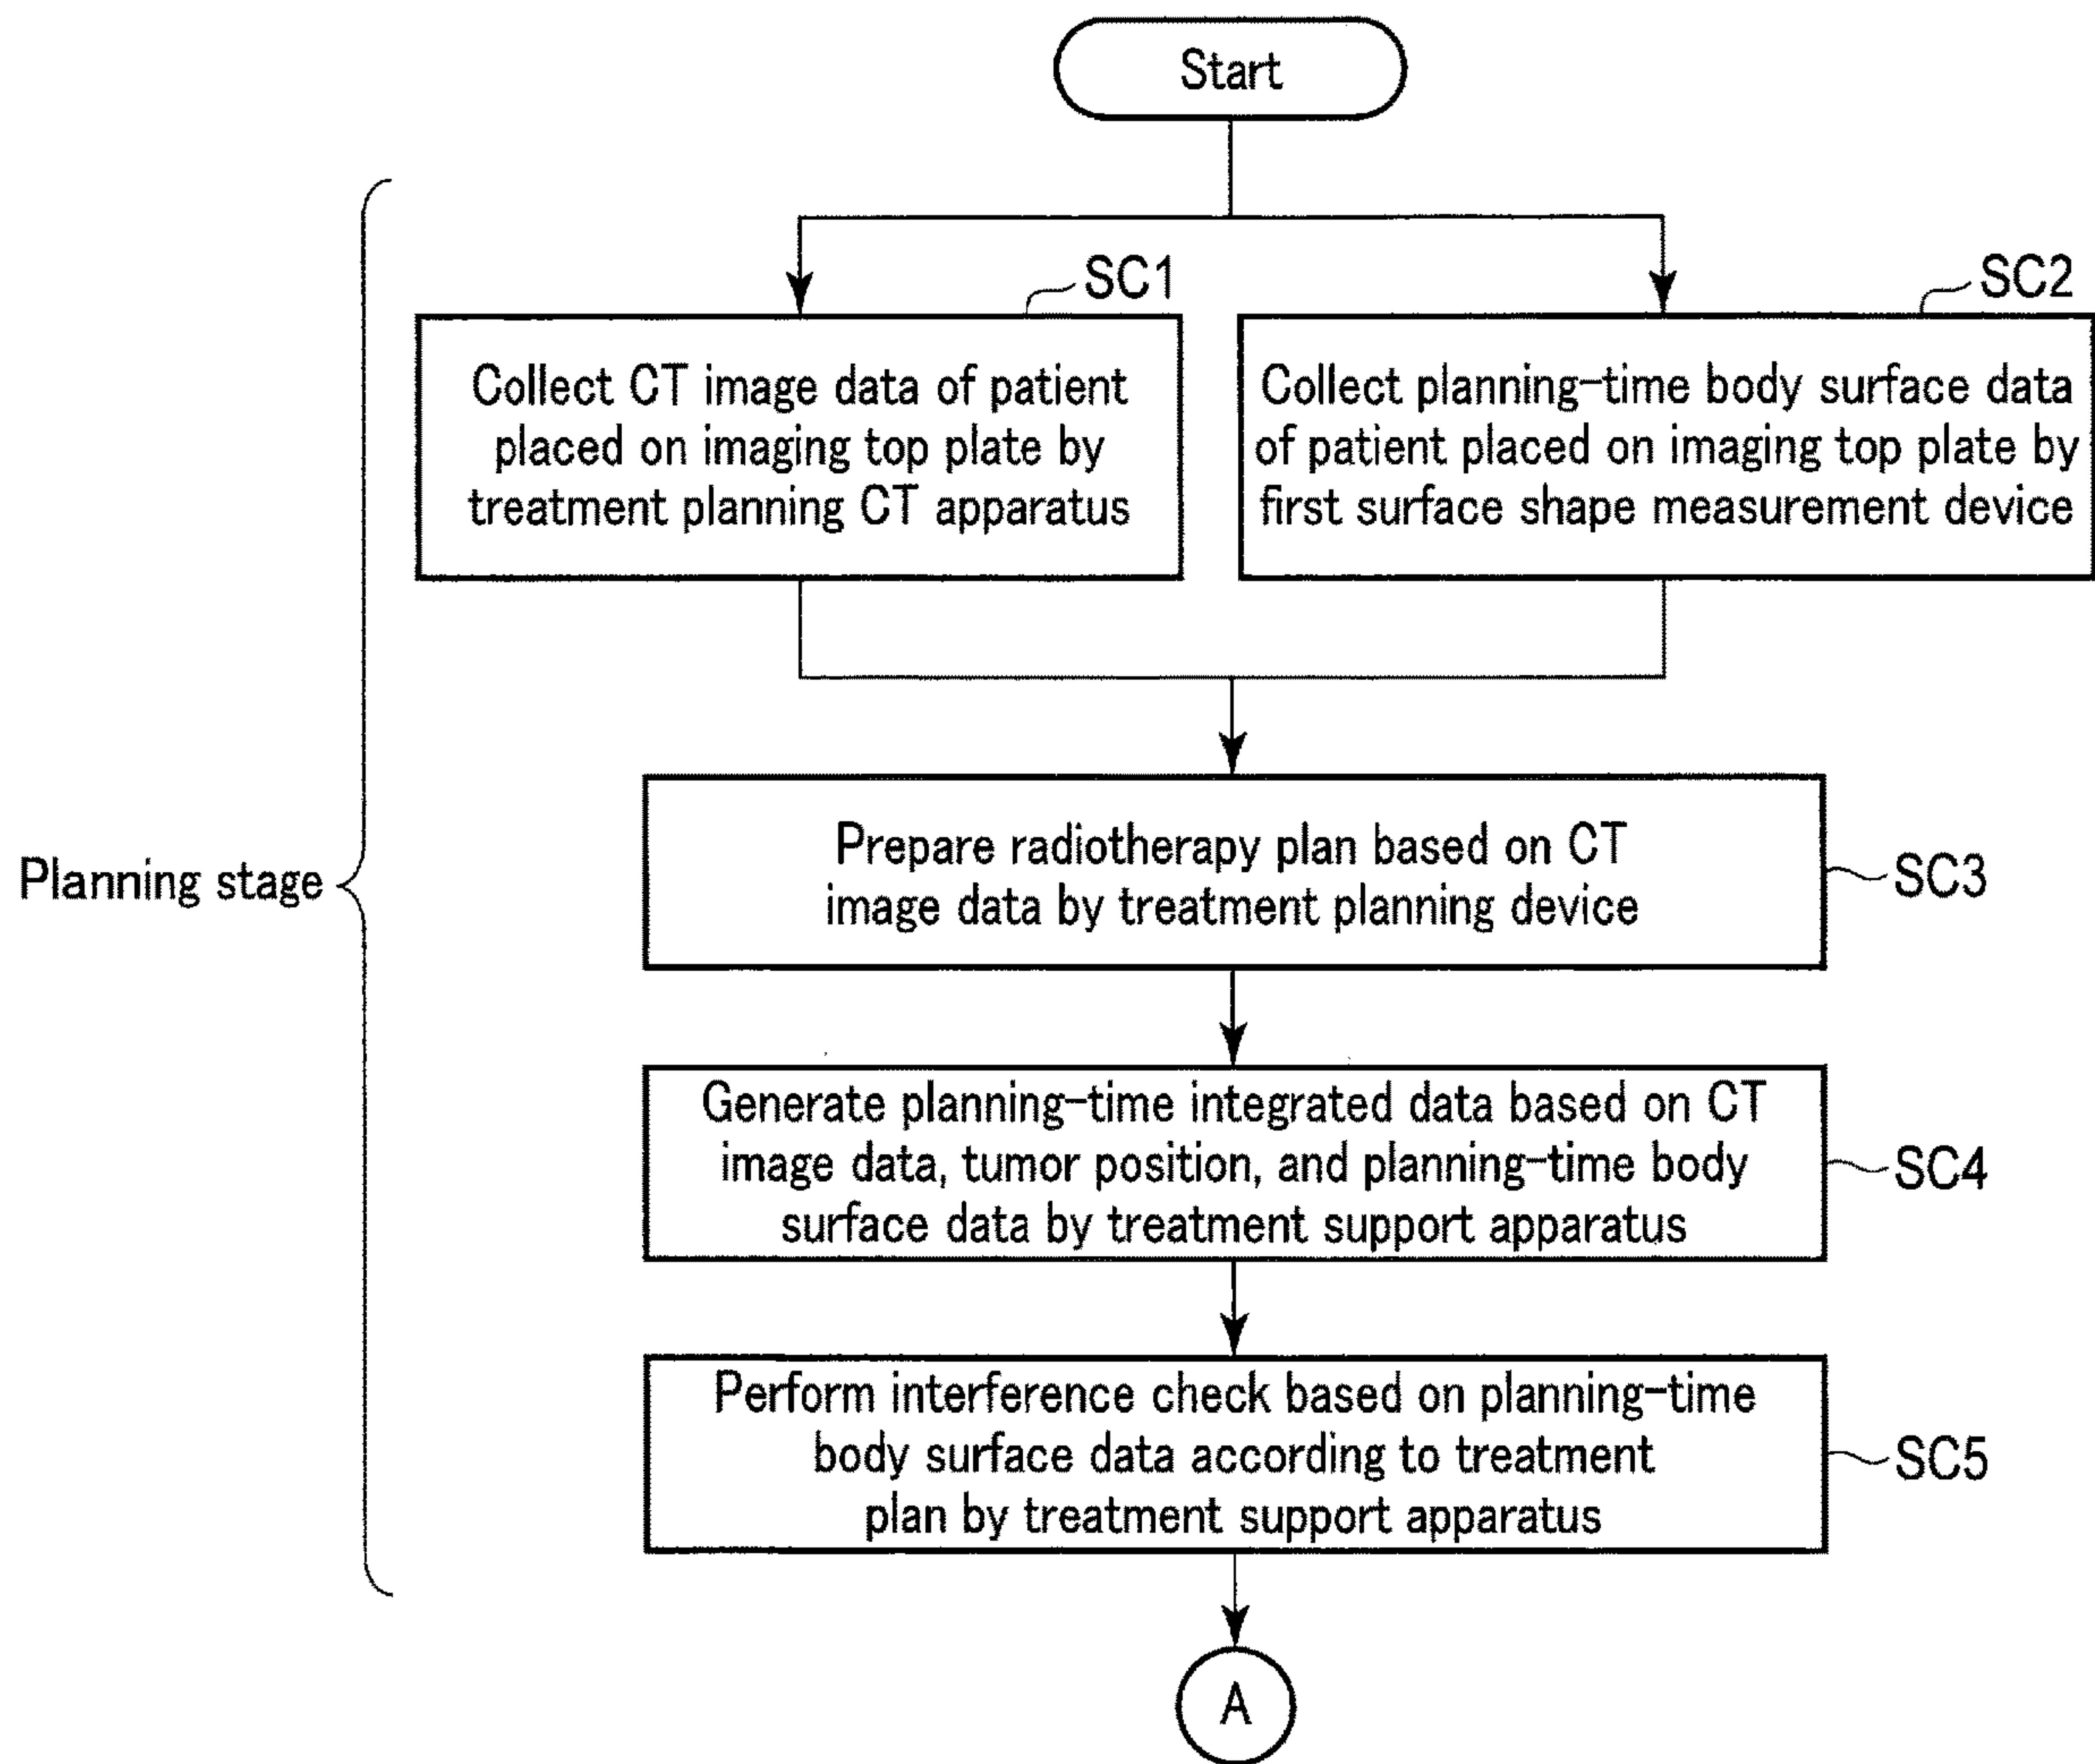 Start
SC1
SC2
Collect CT image data of patient
placed on imaging top plate by
treatment planning CT apparatus
Collect planning-time body surface data
of patient placed on imaging top plate by
first surface shape measurement device
Planning stage
Prepare radiotherapy plan based on CT
image data by treatment planning device
SC3
Generate planning-time integrated data based on CT
image data, tumor position, and planning-time body
surface data by treatment support apparatus
SC4
Perform interference check based on planning-time
body surface data according to treatment
plan by treatment support apparatus
SC5
A